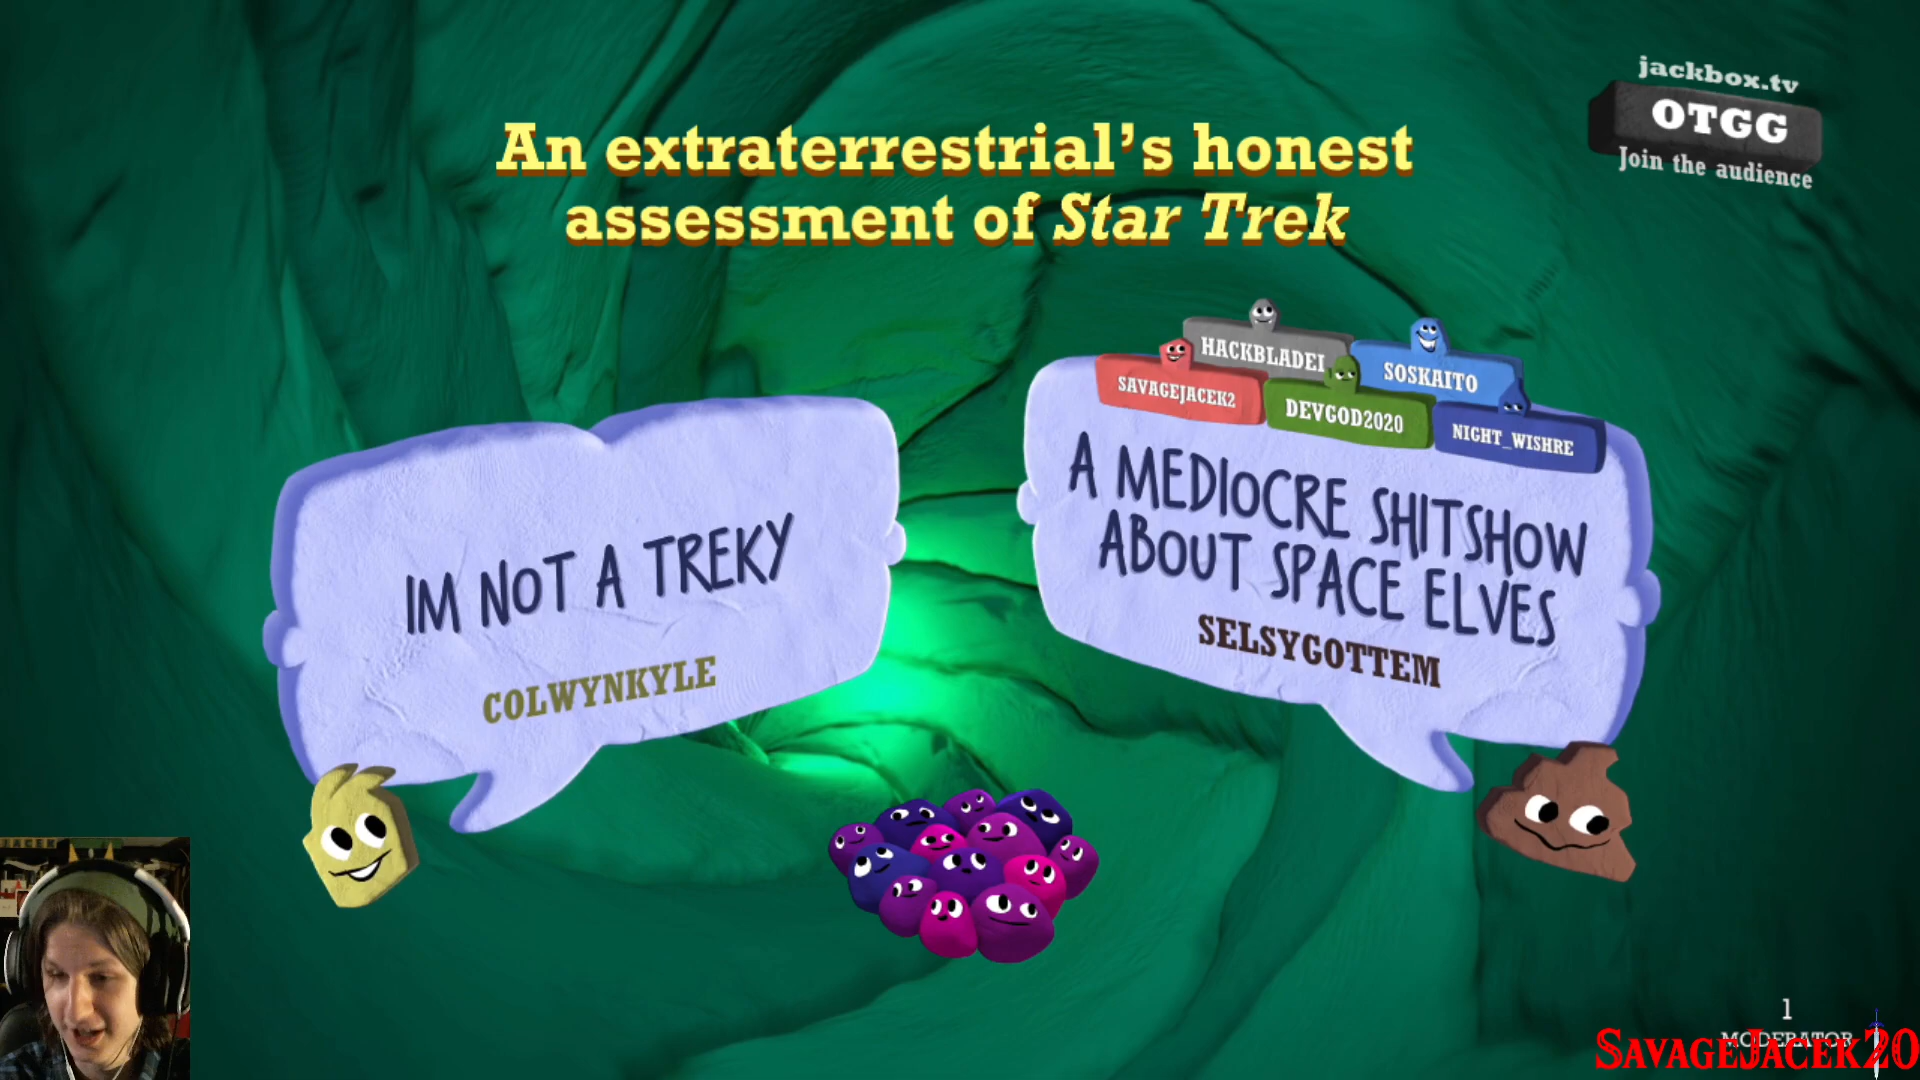 jackbox.tv
OTGG
Join the audience
An extraterrestrial's honest
assessment of Star Trek
HACKBLADEI
SOSKAITO
SAVAGEJACEK2
DEVGOD2020
NIGHT_WISHRE
IM NOT A TREKY
COLWYNKYLE
A MEDIOCRE SHITSHOW
ABOUT SPACE ELVES
SELSYGOTTEM
1
MODERATOR
SAVAGEJACEK20